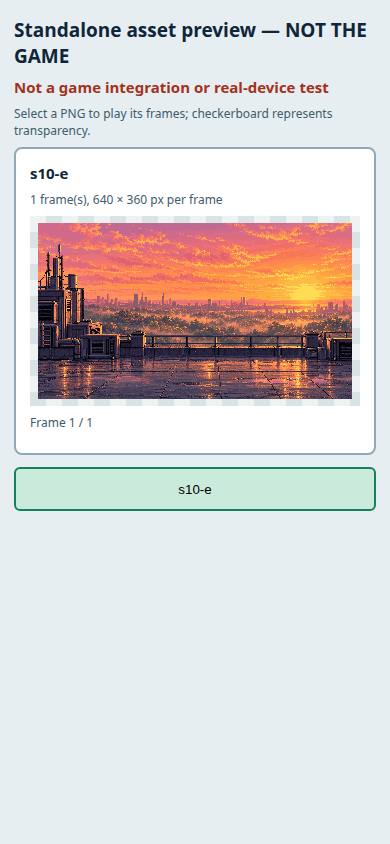 Standalone asset preview — NOT THE
GAME
Not a game integration or real-device test
Select a PNG to play its frames; checkerboard represents
transparency.
s10-e
1 frame(s), 640 × 360 px per frame
Frame 1 / 1
s10-e